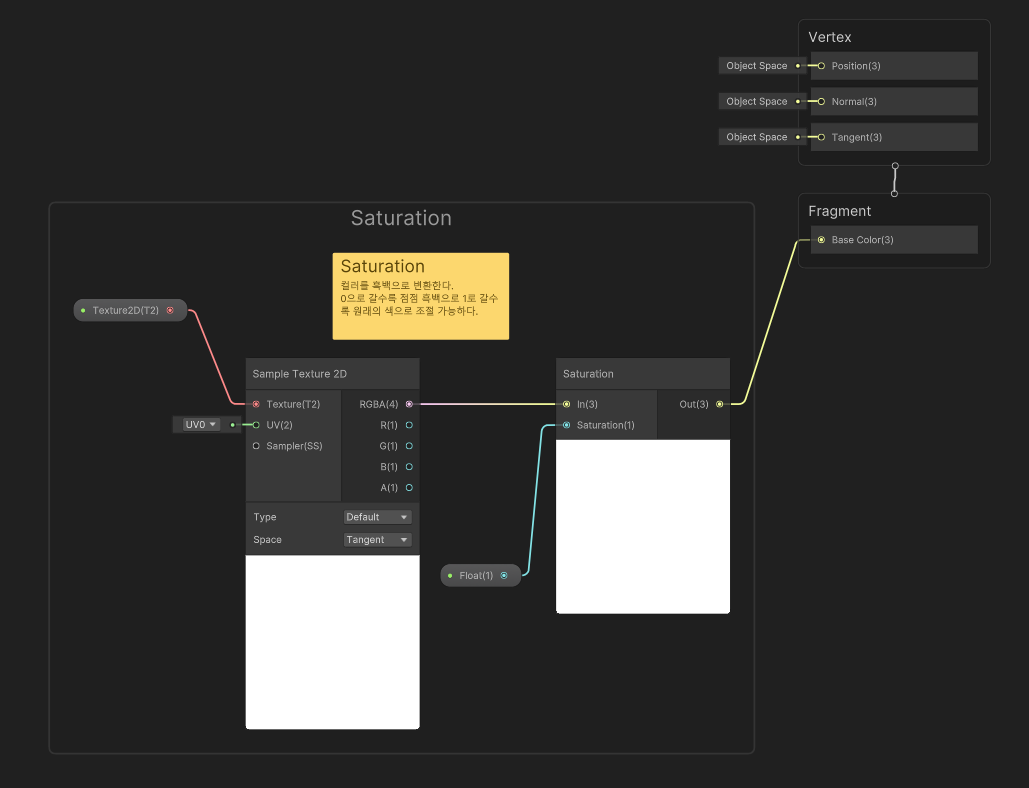 Vertex
Object Space
Position(3)
Object Space
Normal(3)
Object Space
Tangent(3)
Fragment
Base Color(3)
Saturation
Saturation
컬러를 흑백으로 변환한다.
0으로 갈수록 점점 흑백으로 1로 갈수
록 원래의 색으로 조절 가능하다.
Texture2D(T2)
Sample Texture 2D
Texture(T2)
RGBA(4)
UV0
UV(2)
R(1)
Sampler(SS)
G(1)
B(1)
A(1)
Type
Default
Space
Tangent
Saturation
In(3)
Out(3)
Saturation(1)
Float(1)